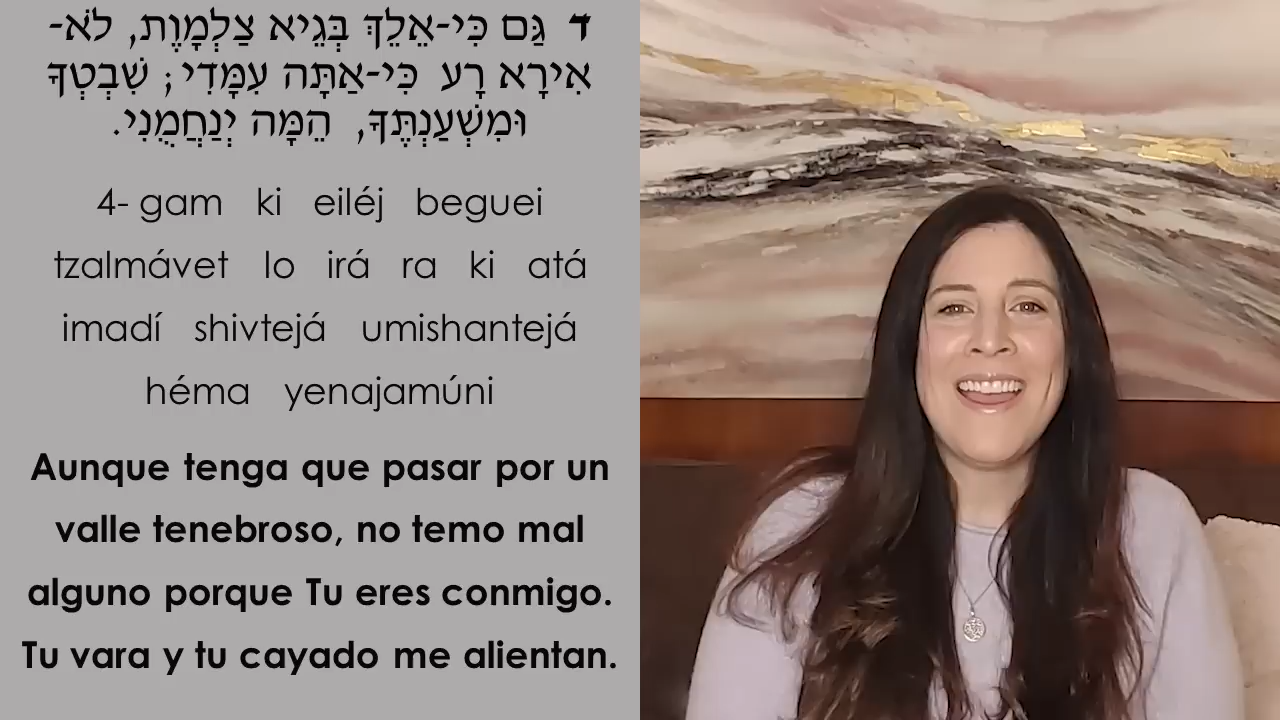 ד גַּם כִּי-אֵלֵךְ בְּגֵיא צַלְמָוֶת, לֹא-
אִירָא רָע כִּי-אַתָּה עִמָּדִי; שִׁבְטְךָ
וּמִשְׁעַנְתֶּךָ, הֵמָּה יְנַחֲמֻנִי.
4- gam ki eiléj beguei
tzalmávet lo irá ra ki atá
imadí shivtejá umishantejá
héma yenajamúni
Aunque tenga que pasar por un
valle tenebroso, no temo mal
alguno porque Tu eres conmigo.
Tu vara y tu cayado me alientan.